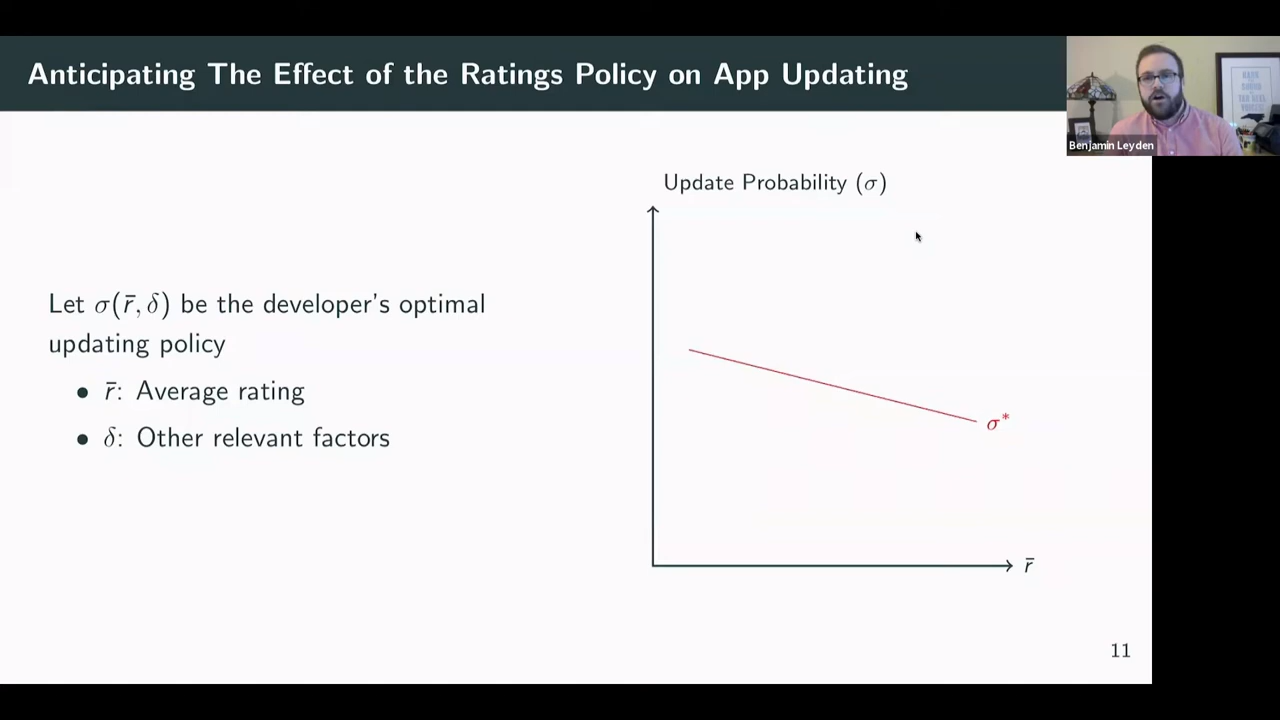 Anticipating The Effect of the Ratings Policy on App Updating
Benjamin Leyden
Update Probability (σ)
Let σ(r̄, δ) be the developer's optimal
updating policy
• r̄: Average rating
• δ: Other relevant factors
σ*
r̄
11